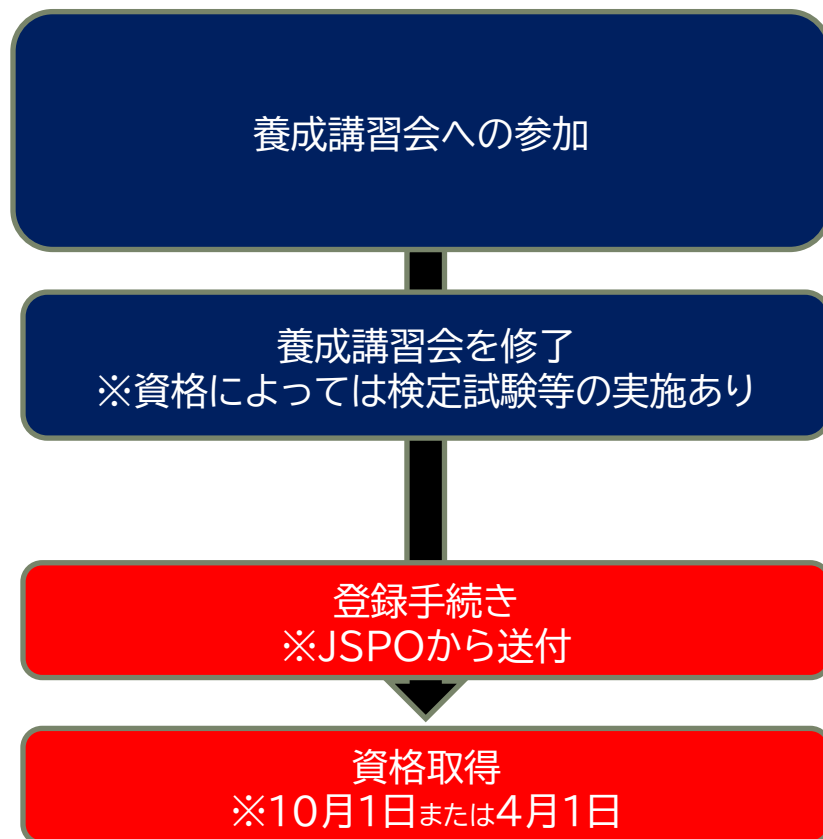 養成講習会への参加
養成講習会を修了
※資格によっては検定試験等の実施あり
登録手続き
※JSPOから送付
資格取得
※10月1日または4月1日